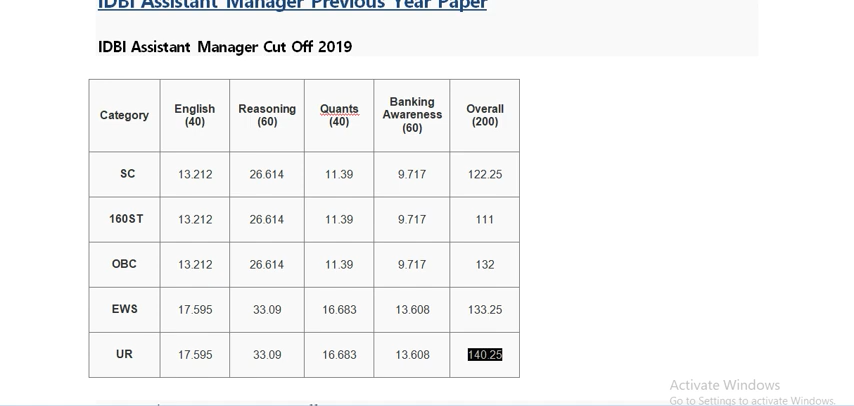 IDBI Assistant Manager Previous Year Paper
IDBI Assistant Manager Cut Off 2019
Category English (40) Reasoning (60) Quants (40) Banking Awareness (60) Overall (200)
SC 13.212 26.614 11.39 9.717 122.25
160ST 13.212 26.614 11.39 9.717 111
OBC 13.212 26.614 11.39 9.717 132
EWS 17.595 33.09 16.683 13.608 133.25
UR 17.595 33.09 16.683 13.608 140.25
Activate Windows
Go to Settings to activate Windows.